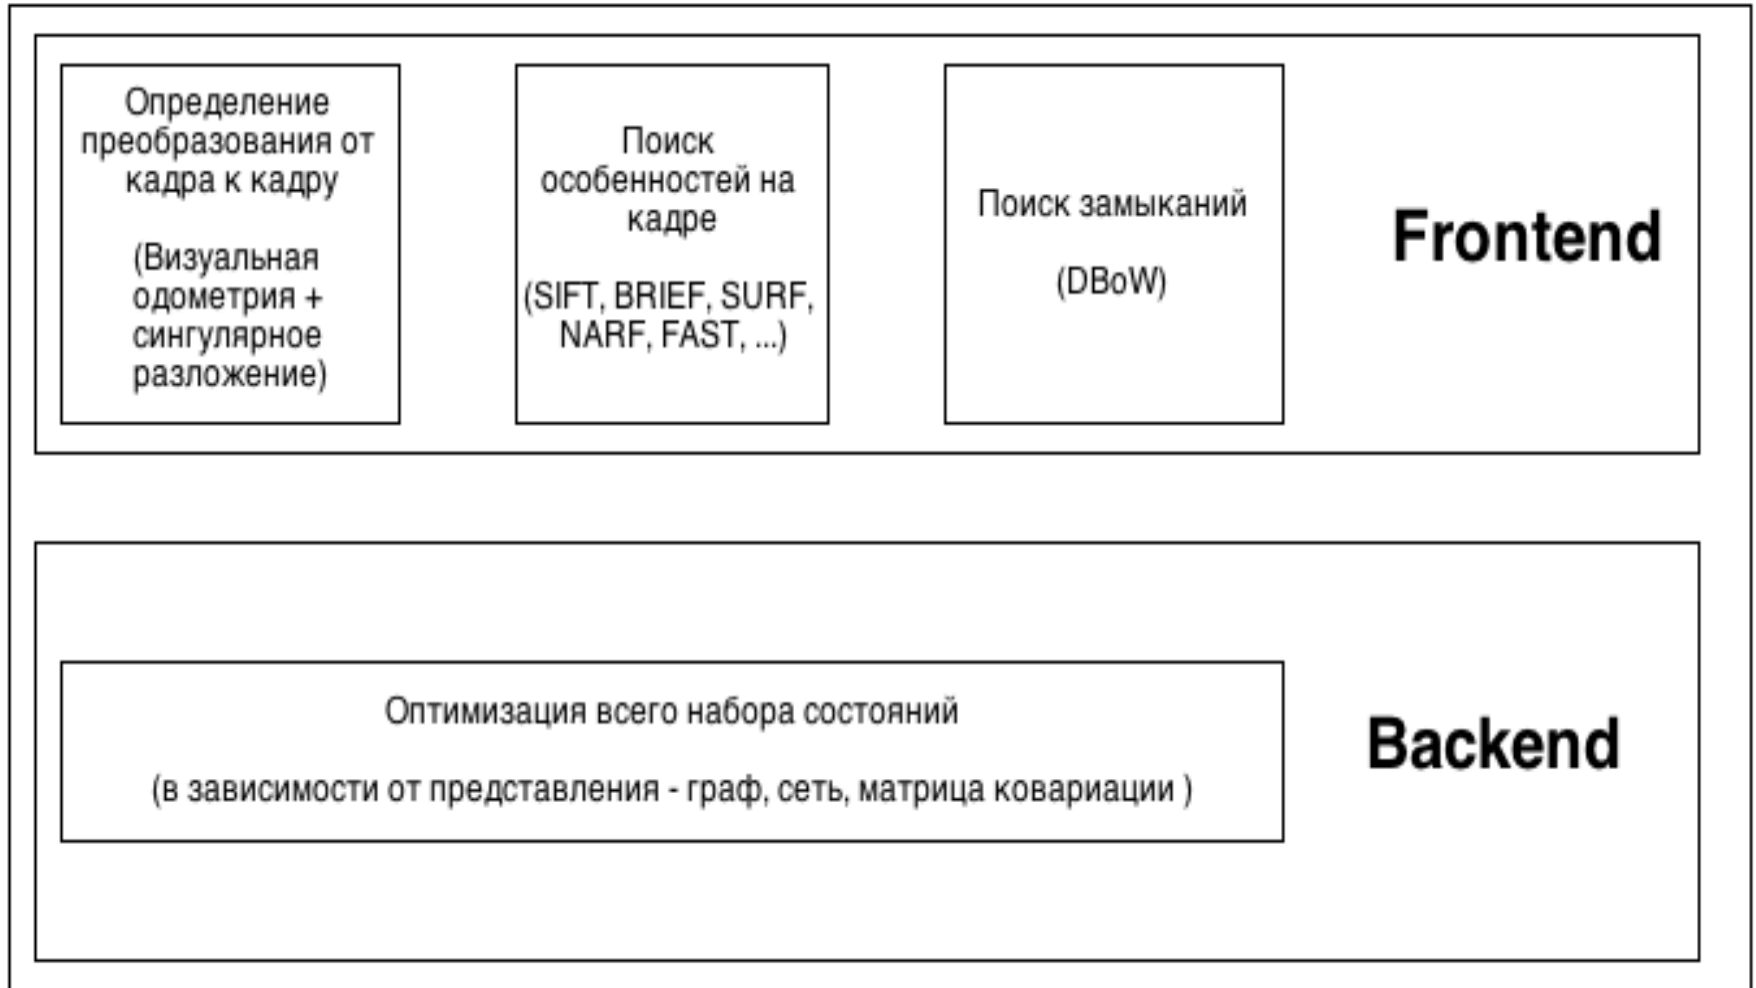 Определение
преобразования от
кадра к кадру
(Визуальная
одометрия +
сингулярное
разложение)
Поиск
особенностей на
кадре
(SIFT, BRIEF, SURF,
NARF, FAST, ...)
Поиск замыканий
(DBoW)
Frontend
Оптимизация всего набора состояний
(в зависимости от представления - граф, сеть, матрица ковариации )
Backend